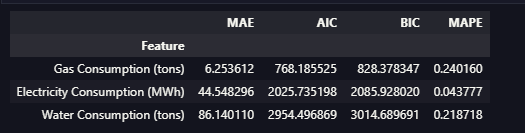 MAE AIC BIC MAPE
Feature
Gas Consumption (tons) 6.253612 768.185525 828.378347 0.240160
Electricity Consumption (MWh) 44.548296 2025.735198 2085.928020 0.043777
Water Consumption (tons) 86.140110 2954.496869 3014.689691 0.218718